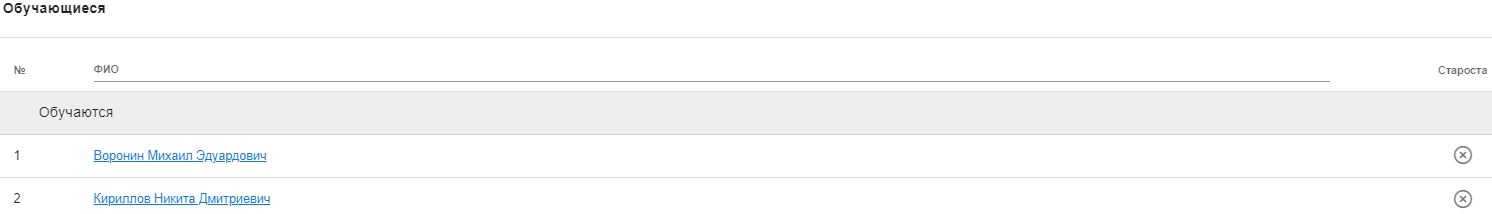 Обучающиеся
№ ФИО Староста
Обучаются
1 Воронин Михаил Эдуардович
2 Кириллов Никита Дмитриевич